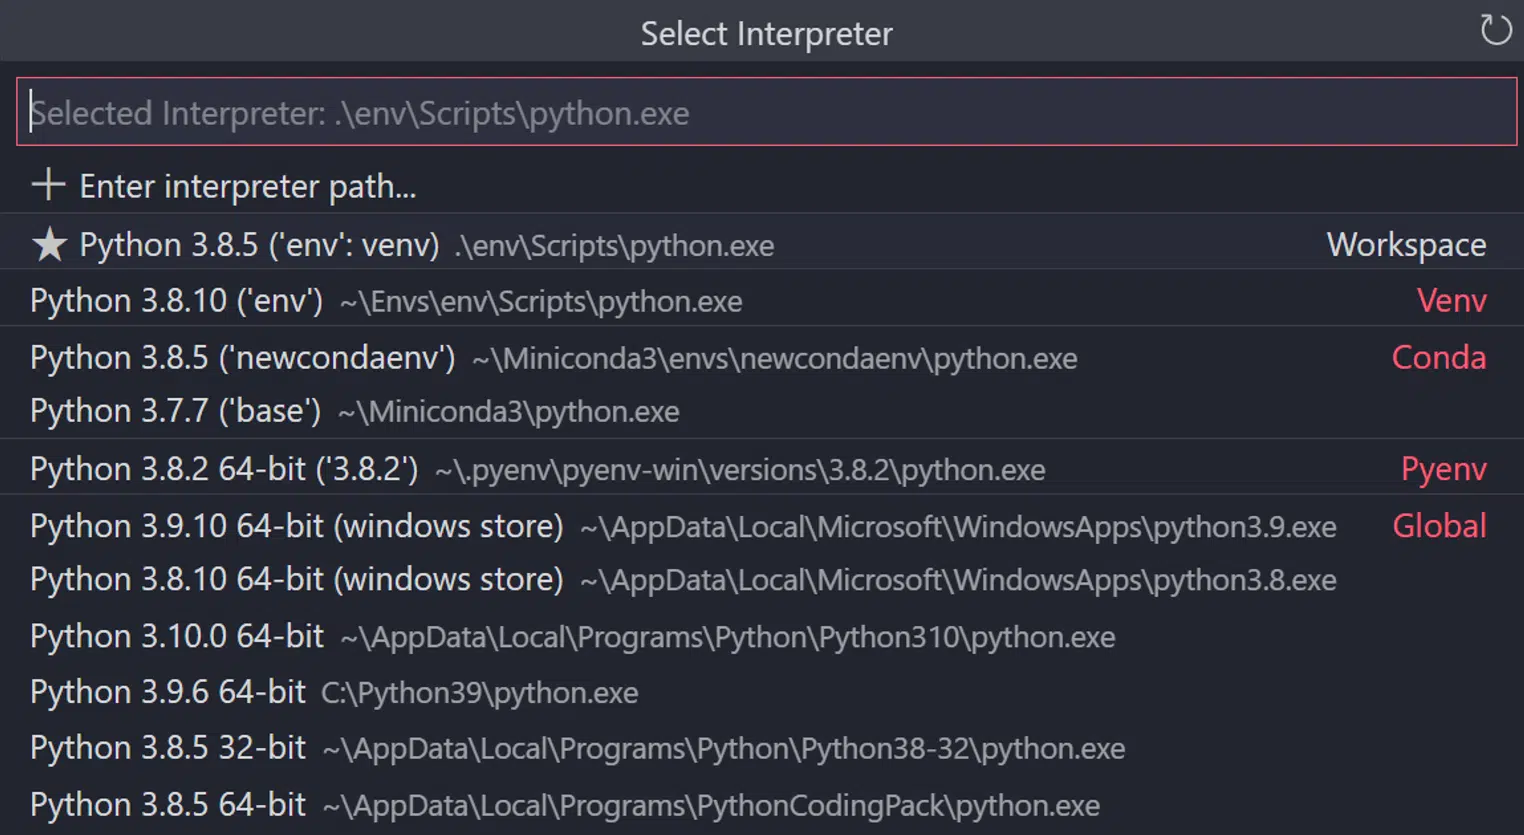 Select Interpreter
Selected Interpreter: .\env\Scripts\python.exe
Enter interpreter path...
Python 3.8.5 ('env': venv) .\env\Scripts\python.exe Workspace
Python 3.8.10 ('env') ~\Envs\env\Scripts\python.exe Venv
Python 3.8.5 ('newcondaenv') ~\Miniconda3\envs\newcondaenv\python.exe Conda
Python 3.7.7 ('base') ~\Miniconda3\python.exe
Python 3.8.2 64-bit ('3.8.2') ~\.pyenv\pyenv-win\versions\3.8.2\python.exe Pyenv
Python 3.9.10 64-bit (windows store) ~\AppData\Local\Microsoft\WindowsApps\python3.9.exe Global
Python 3.8.10 64-bit (windows store) ~\AppData\Local\Microsoft\WindowsApps\python3.8.exe
Python 3.10.0 64-bit ~\AppData\Local\Programs\Python\Python310\python.exe
Python 3.9.6 64-bit C:\Python39\python.exe
Python 3.8.5 32-bit ~\AppData\Local\Programs\Python\Python38-32\python.exe
Python 3.8.5 64-bit ~\AppData\Local\Programs\PythonCodingPack\python.exe